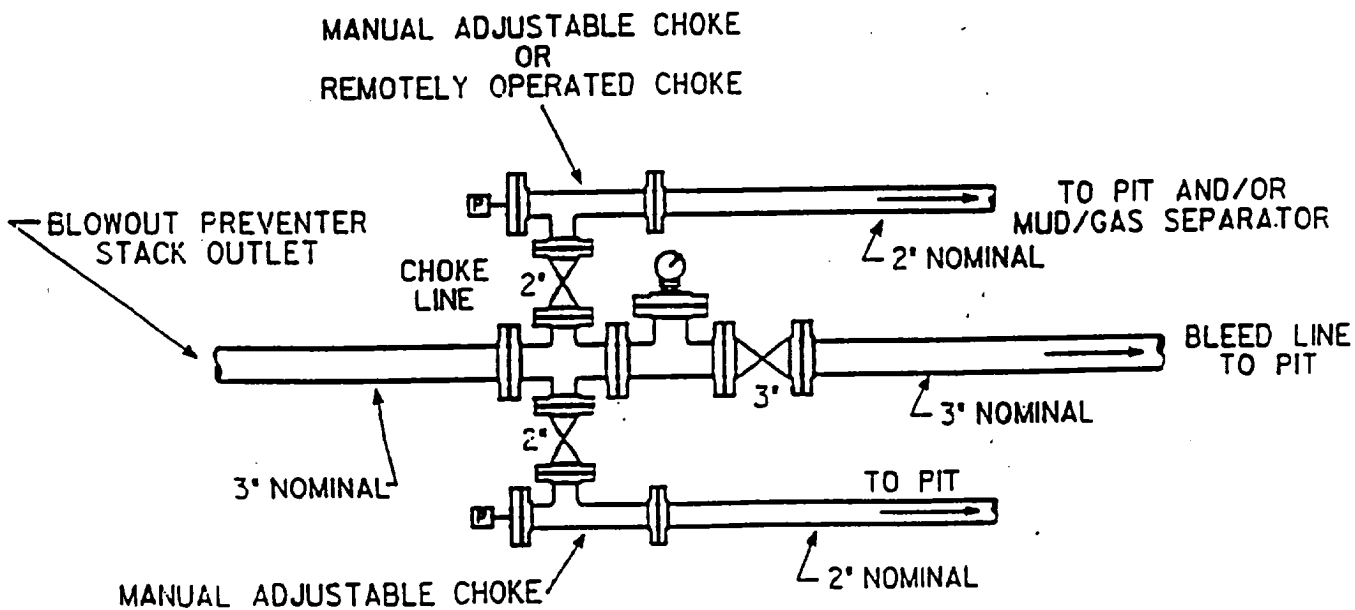 MANUAL ADJUSTABLE CHOKE
OR
REMOTELY OPERATED CHOKE
P
TO PIT AND/OR
MUD/GAS SEPARATOR
BLOWOUT PREVENTER
STACK OUTLET
2" NOMINAL
CHOKE
LINE
2"
BLEED LINE
TO PIT
3"
3" NOMINAL
2"
3" NOMINAL
TO PIT
P
2" NOMINAL
MANUAL ADJUSTABLE CHOKE